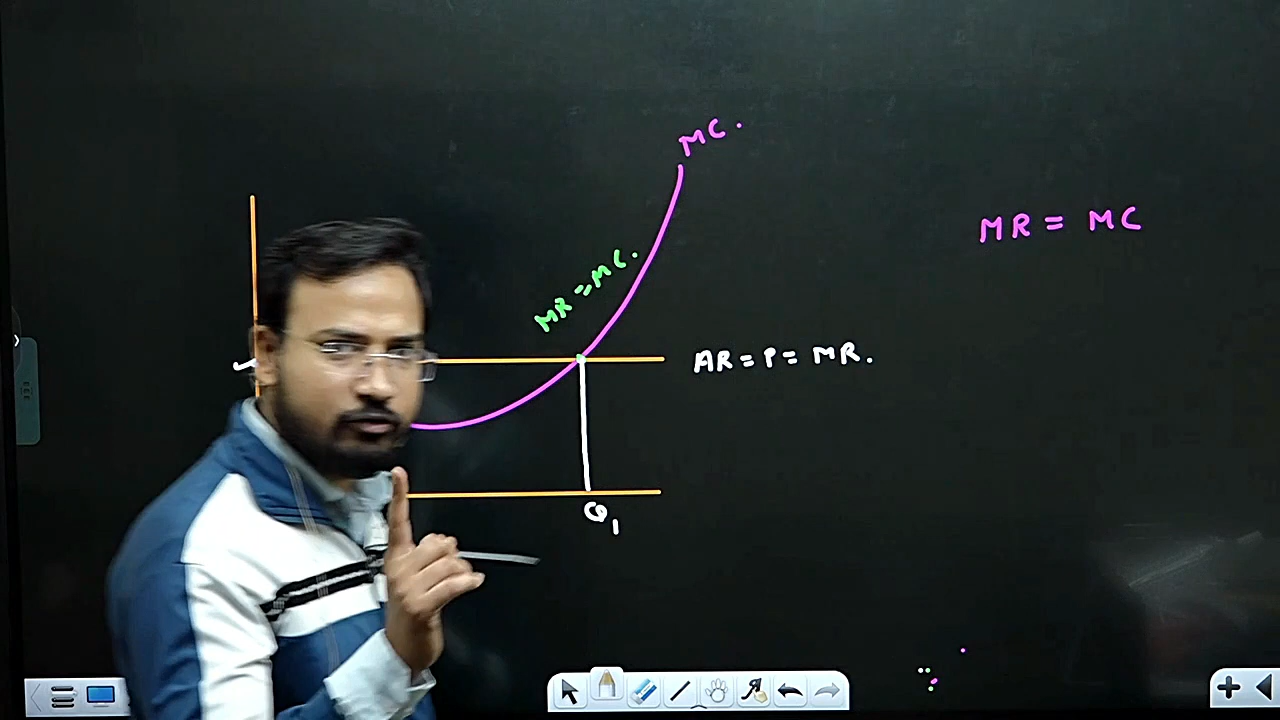 MC.
MR = MC
MR = MC.
AR = P = MR.
Q1